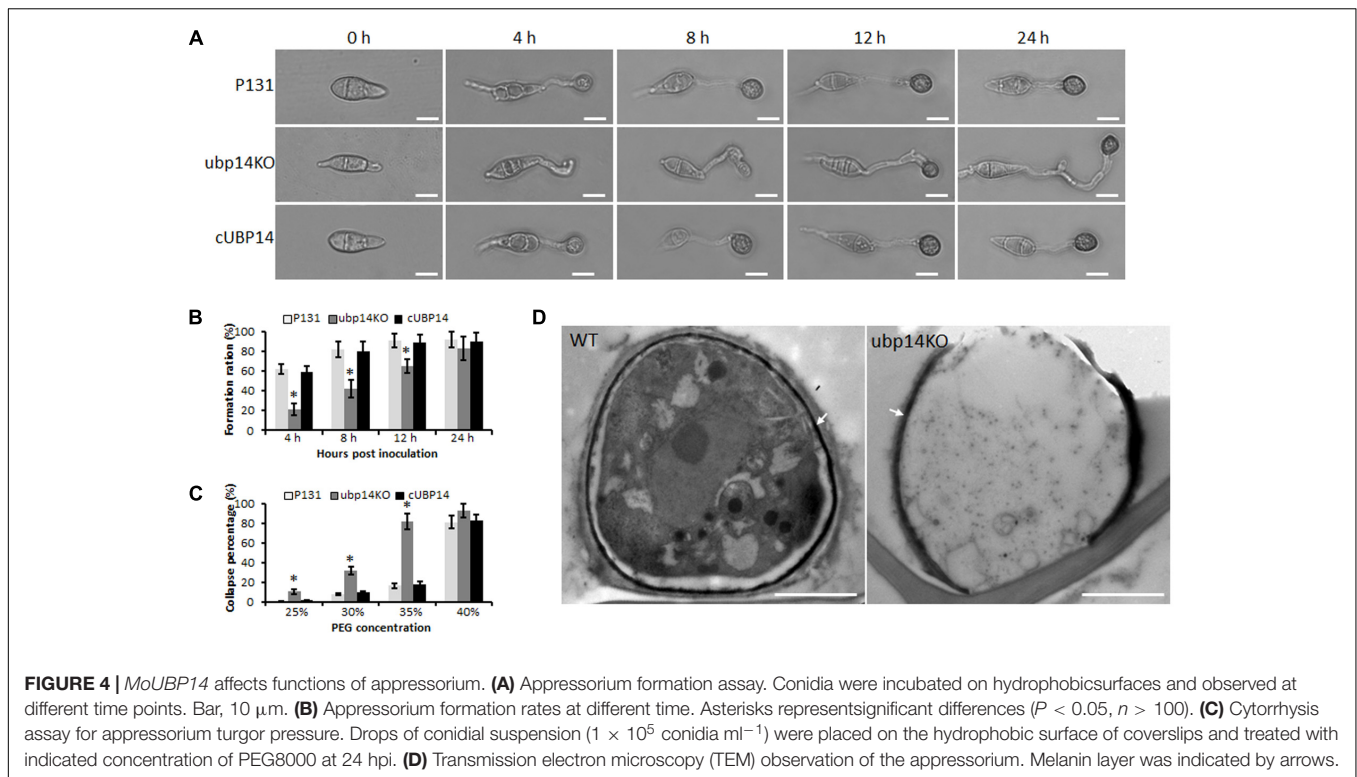 A
0 h 4 h 8 h 12 h 24 h
P131
ubp14KO
cUBP14
B
P131 ubp14KO cUBP14
Formation ration (%)
100
80
60
40
20
0
* * *
4 h 8 h 12 h 24 h
Hours post inoculation
C
P131 ubp14KO cUBP14
Collapse percentage (%)
100
80
60
40
20
0
* * *
25% 30% 35% 40%
PEG concentration
D
WT
ubp14KO
FIGURE 4 | MoUBP14 affects functions of appressorium. (A) Appressorium formation assay. Conidia were incubated on hydrophobicsurfaces and observed at
different time points. Bar, 10 μm. (B) Appressorium formation rates at different time. Asterisks representsignificant differences (P < 0.05, n > 100). (C) Cytorrhysis
assay for appressorium turgor pressure. Drops of conidial suspension (1 × 10⁵ conidia ml⁻¹) were placed on the hydrophobic surface of coverslips and treated with
indicated concentration of PEG8000 at 24 hpi. (D) Transmission electron microscopy (TEM) observation of the appressorium. Melanin layer was indicated by arrows.